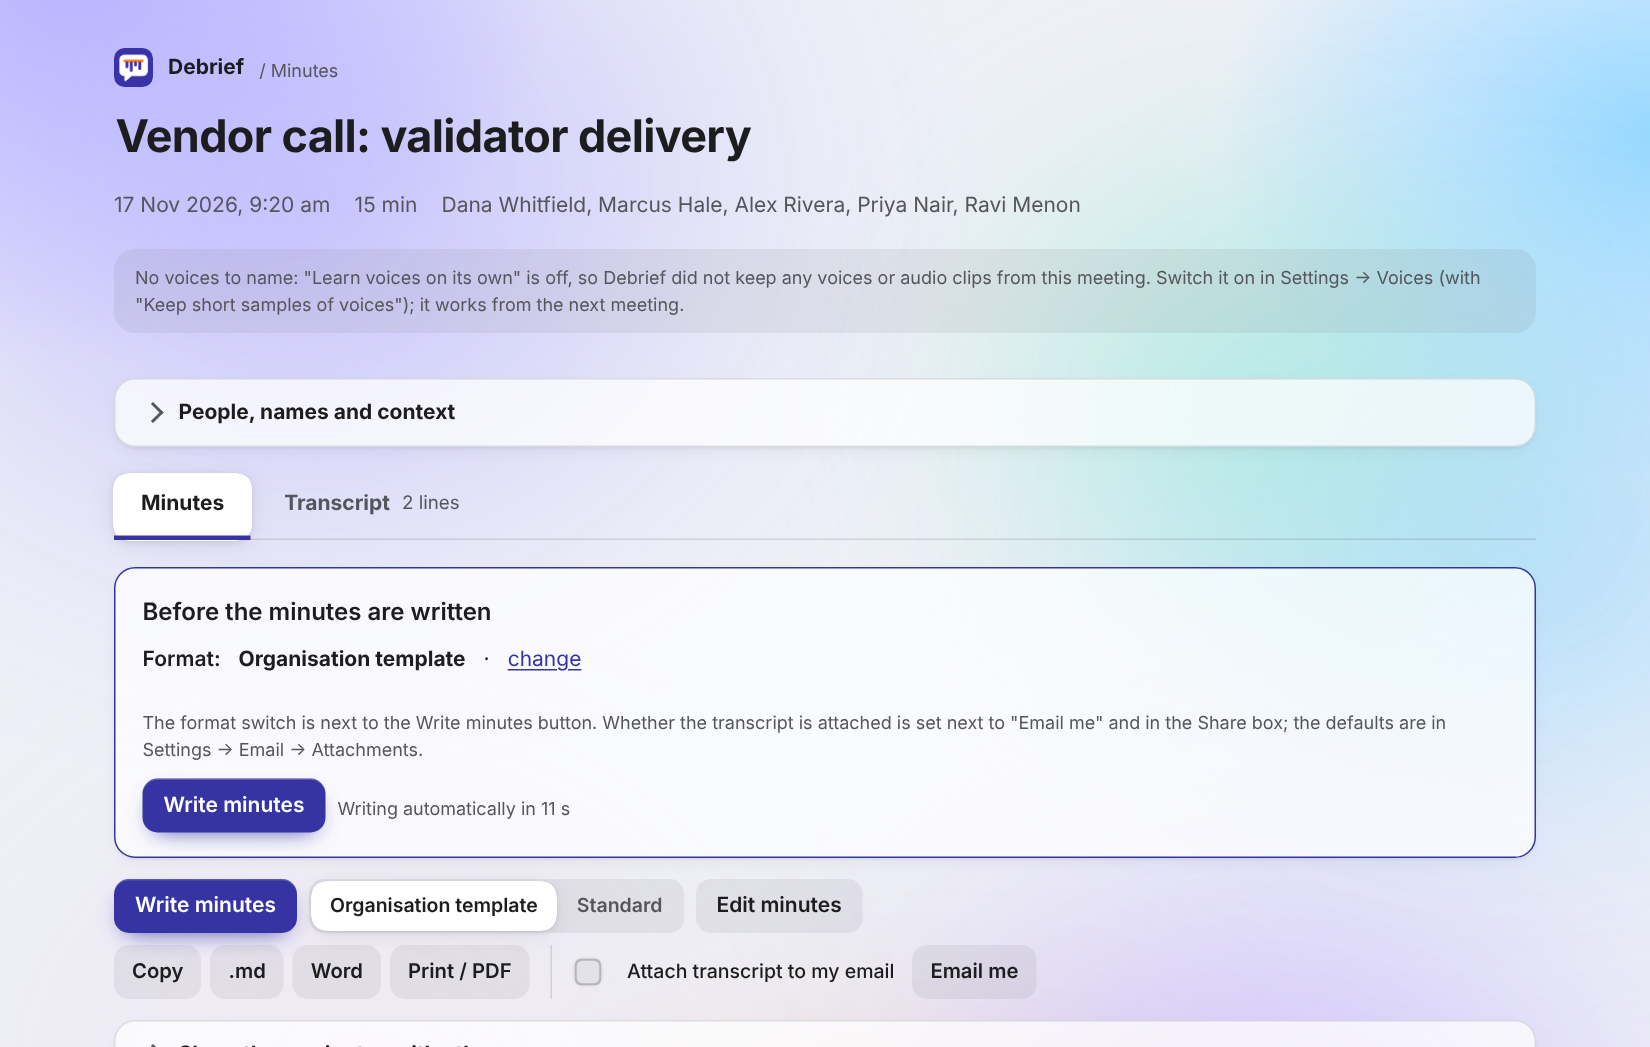 Debrief / Minutes
Vendor call: validator delivery
17 Nov 2026, 9:20 am 15 min Dana Whitfield, Marcus Hale, Alex Rivera, Priya Nair, Ravi Menon
No voices to name: "Learn voices on its own" is off, so Debrief did not keep any voices or audio clips from this meeting. Switch it on in Settings → Voices (with
"Keep short samples of voices"); it works from the next meeting.
People, names and context
Minutes Transcript 2 lines
Before the minutes are written
Format: Organisation template · change
The format switch is next to the Write minutes button. Whether the transcript is attached is set next to "Email me" and in the Share box; the defaults are in
Settings → Email → Attachments.
Write minutes Writing automatically in 11 s
Write minutes Organisation template Standard Edit minutes
Copy .md Word Print / PDF Attach transcript to my email Email me